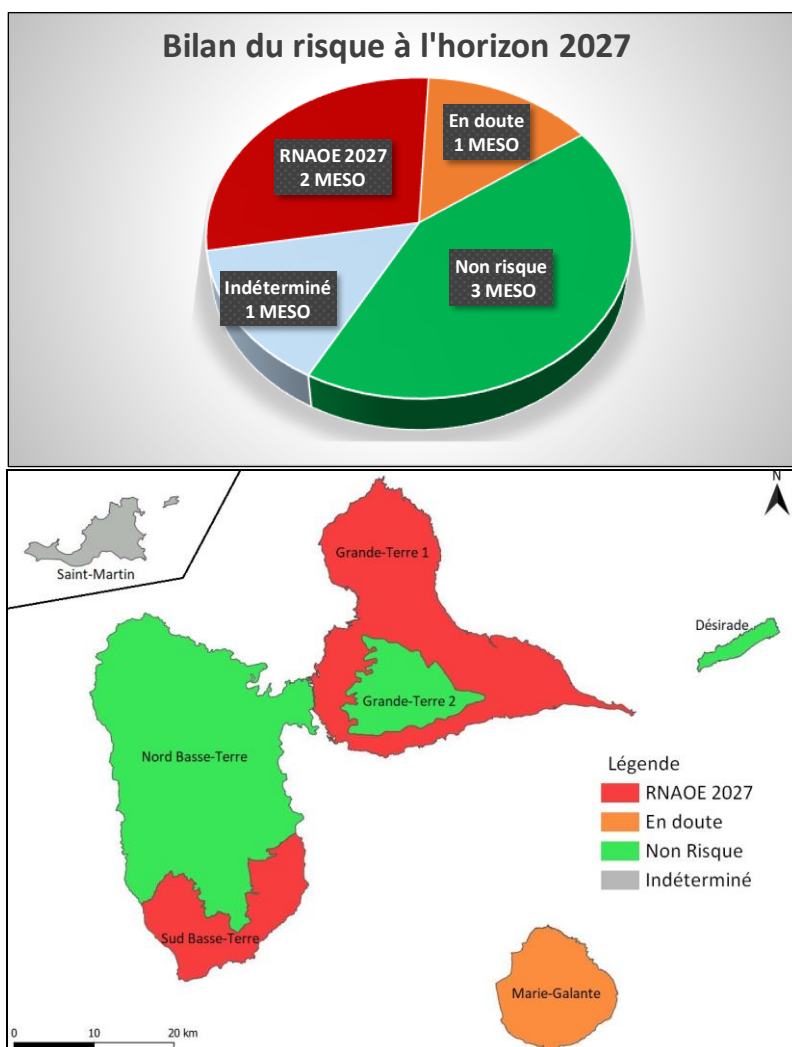 Bilan du risque à l'horizon 2027
En doute
1 MESO
RNAOE 2027
2 MESO
Non risque
3 MESO
Indéterminé
1 MESO
N
Saint-Martin
Grande-Terre 1
Désirade
Grande-Terre 2
Nord Basse-Terre
Légende
RNAOE 2027
En doute
Non Risque
Indéterminé
Sud Basse-Terre
Marie-Galante
0 10 20 km